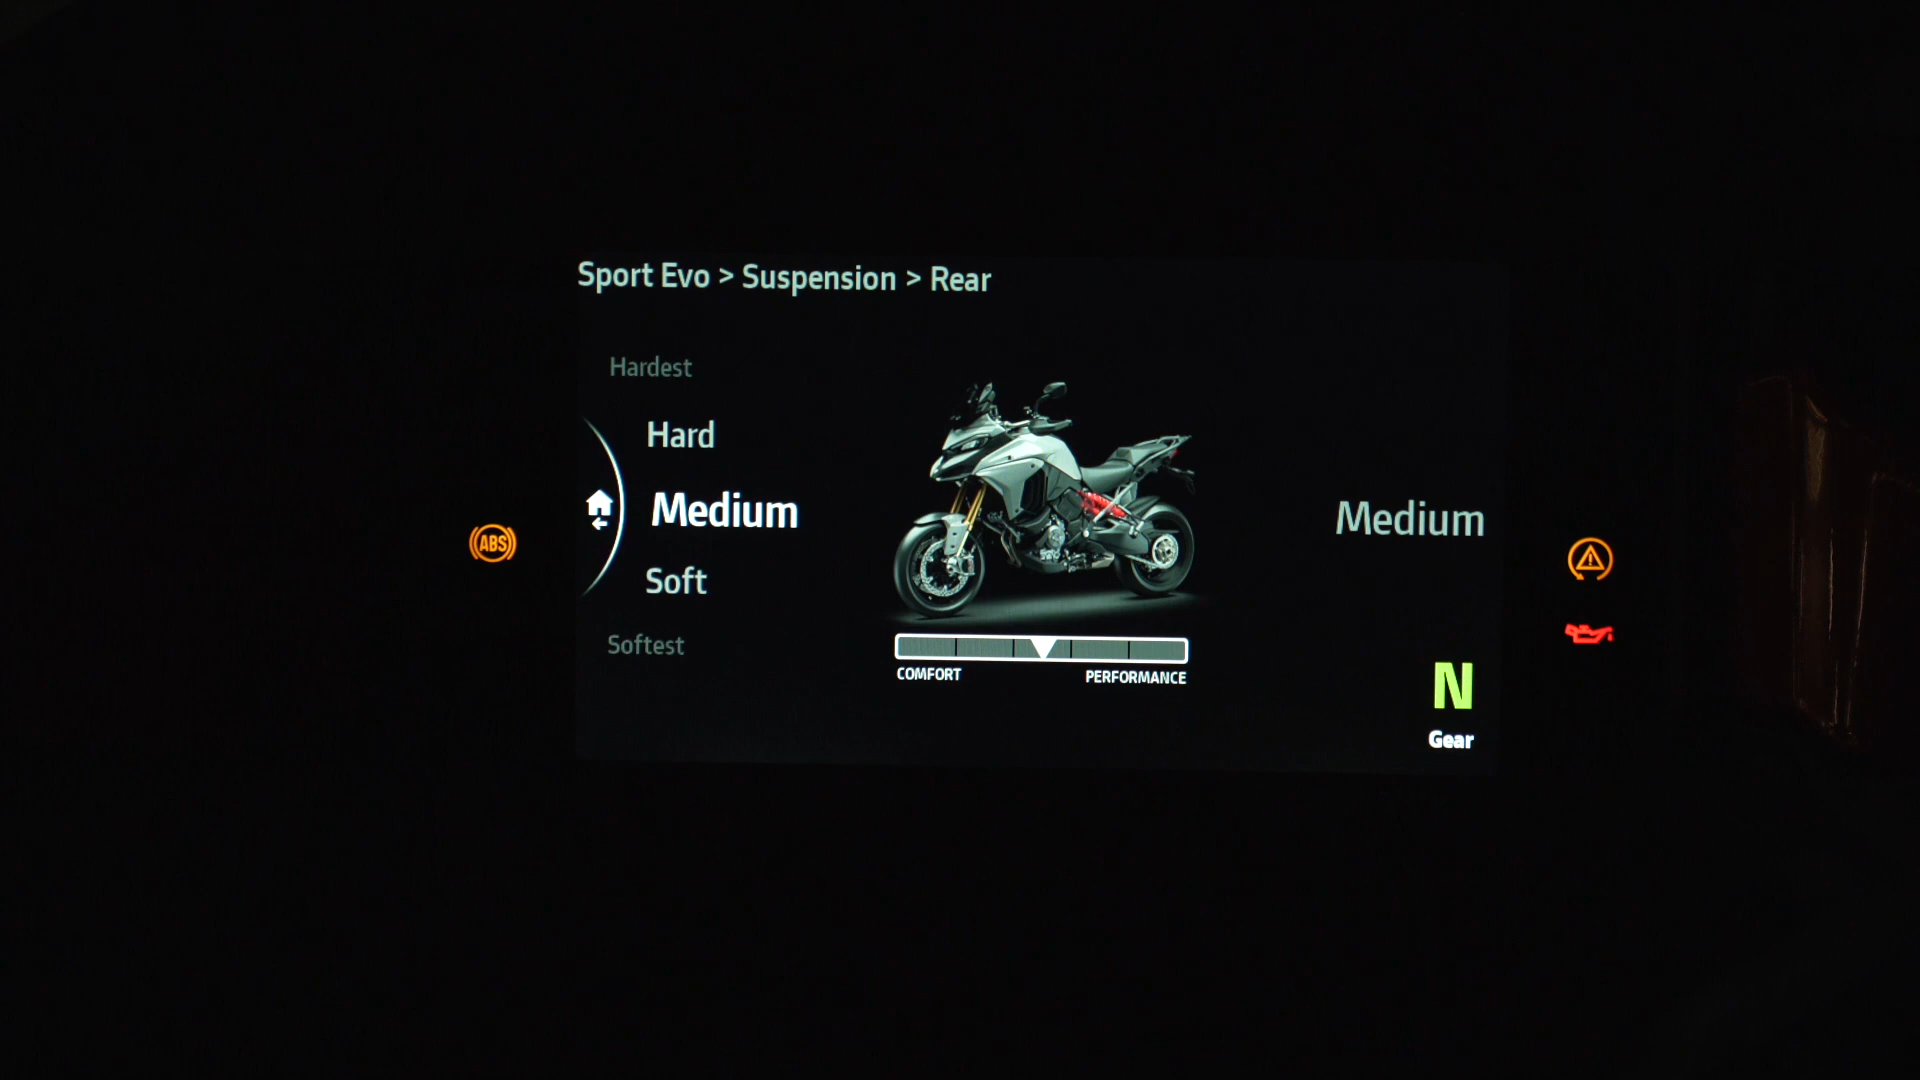 Sport Evo > Suspension > Rear
Hardest
Hard
Medium
Soft
Softest
Medium
COMFORT
PERFORMANCE
N
Gear
ABS